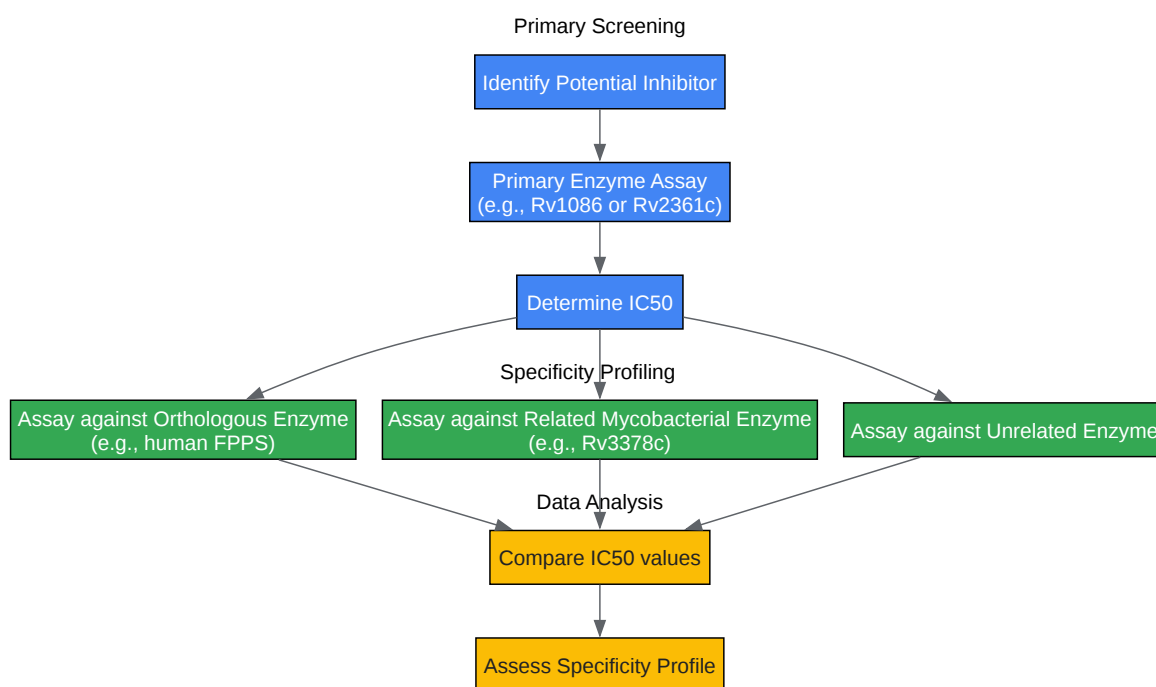 Primary Screening
Identify Potential Inhibitor
Primary Enzyme Assay
(e.g., Rv1086 or Rv2361c)
Determine IC50
Specificity Profiling
Assay against Orthologous Enzyme
(e.g., human FPPS)
Assay against Related Mycobacterial Enzyme
(e.g., Rv3378c)
Assay against Unrelated Enzyme
Data Analysis
Compare IC50 values
Assess Specificity Profile